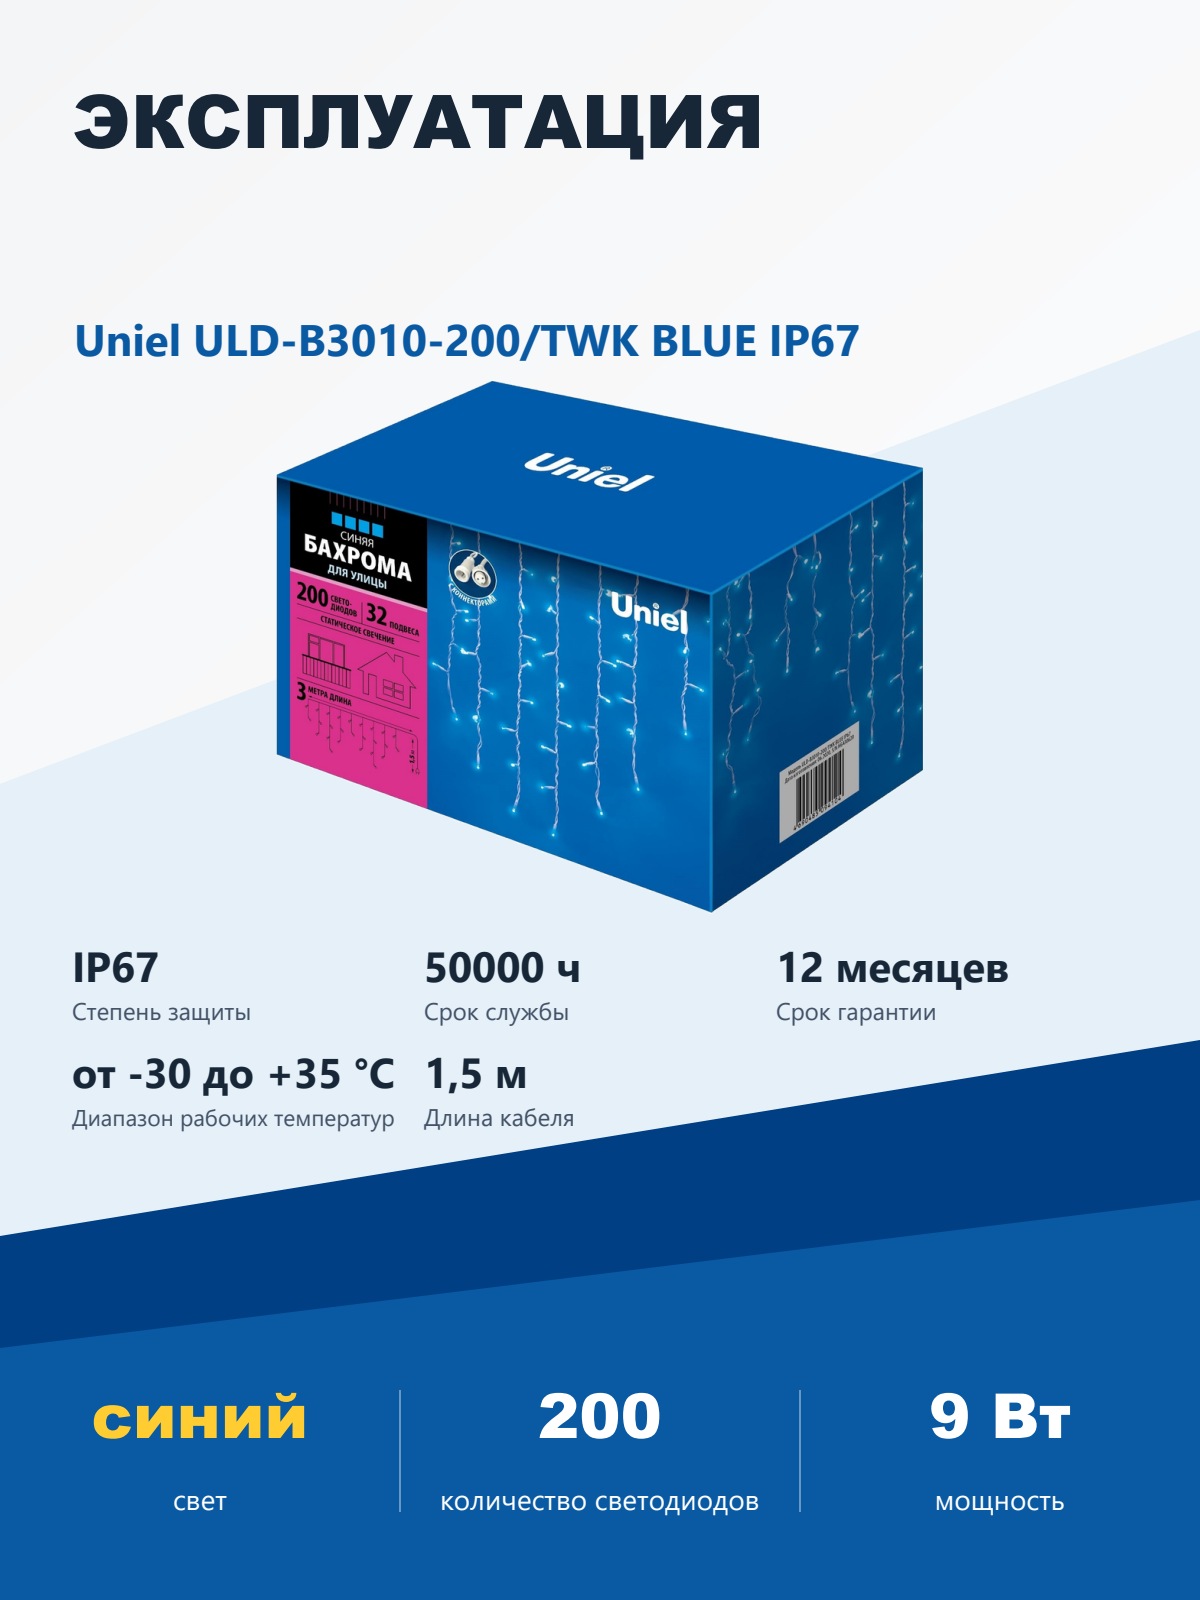 ЭКСПЛУАТАЦИЯ
Uniel ULD-B3010-200/TWK BLUE IP67
Uniel
СИНЯЯ
БАХРОМА
ДЛЯ УЛИЦЫ
200 СВЕТО-
ДИОДОВ
32 ПОДВЕСА
СТАТИЧЕСКОЕ СВЕЧЕНИЕ
3 МЕТРА ДЛИНА
С КОННЕКТОРАМИ
Uniel
IP67
Степень защиты
50000 ч
Срок службы
12 месяцев
Срок гарантии
от -30 до +35 °C
Диапазон рабочих температур
1,5 м
Длина кабеля
синий
свет
200
количество светодиодов
9 Вт
мощность